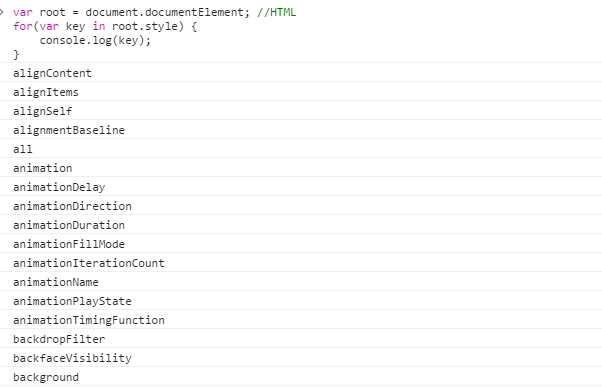 var root = document.documentElement; //HTML
for(var key in root.style) {
    console.log(key);
}
alignContent
alignItems
alignSelf
alignmentBaseline
all
animation
animationDelay
animationDirection
animationDuration
animationFillMode
animationIterationCount
animationName
animationPlayState
animationTimingFunction
backdropFilter
backfaceVisibility
background